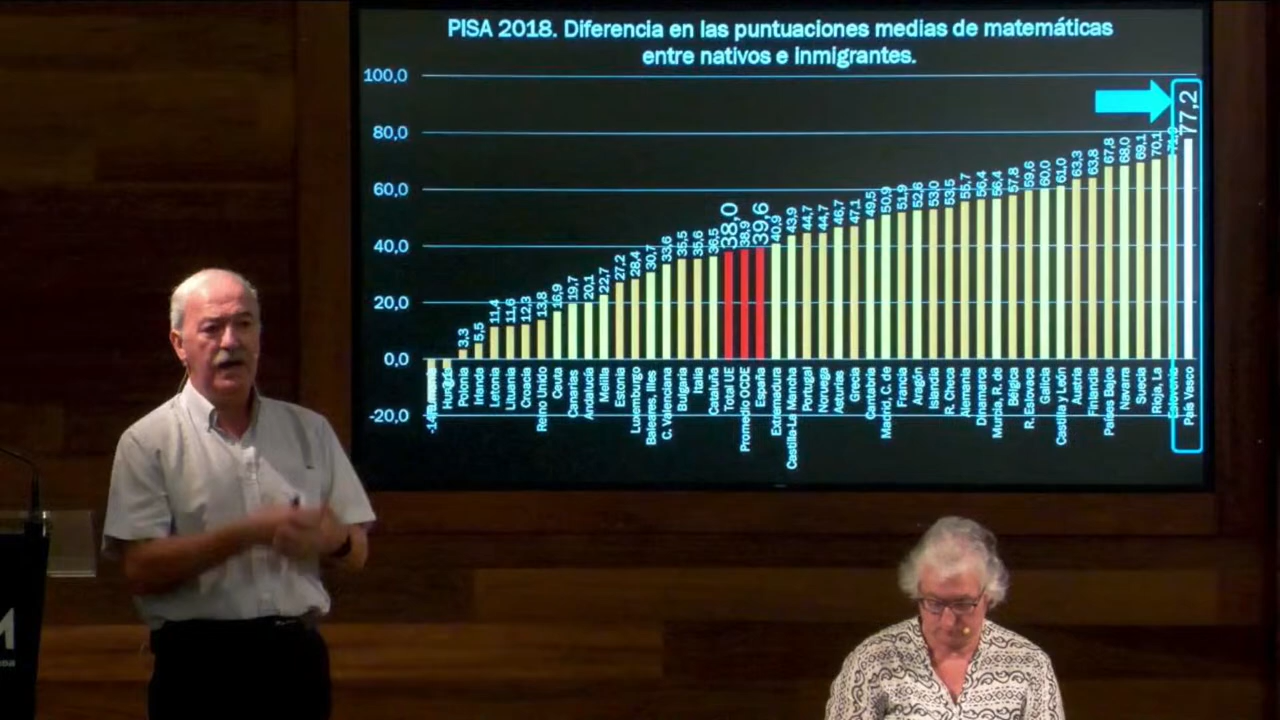 PISA 2018. Diferencia en las puntuaciones medias de matemáticas
entre nativos e inmigrantes.
100,0
80,0
60,0
40,0
20,0
0,0
-20,0
3,3
5,5
11,4
11,6
12,3
13,8
16,9
19,7
20,1
22,7
27,2
28,4
30,7
33,6
35,5
35,6
36,5
38,0
38,9
39,6
40,9
43,9
44,7
44,7
46,7
47,1
49,5
50,9
51,9
52,6
53,0
53,5
55,7
56,4
56,4
57,8
59,6
60,0
61,0
63,3
63,8
67,8
68,0
69,1
70,1
77,2
Hungría
Polonia
Irlanda
Letonia
Lituania
Croacia
Reino Unido
Ceuta
Canarias
Andalucía
Melilla
Estonia
Luxemburgo
Baleares, Illes
C. Valenciana
Bulgaria
Italia
Cataluña
Total UE
Promedio OCDE
España
Extremadura
Castilla-La Mancha
Portugal
Noruega
Asturias
Grecia
Cantabria
Madrid, C. de
Francia
Aragón
Islandia
R. Checa
Alemania
Dinamarca
Murcia, R. de
Bélgica
R. Eslovaca
Galicia
Castilla y León
Austria
Finlandia
Países Bajos
Navarra
Suecia
Rioja, La
País Vasco